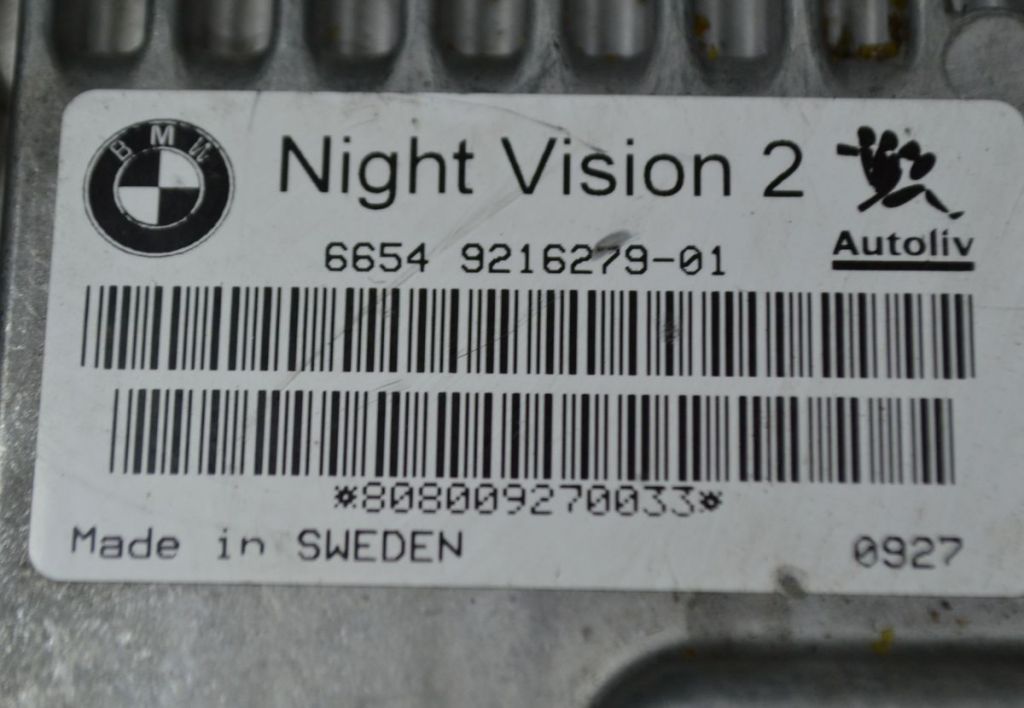 BMW
Night Vision 2
6654 9216279-01
Autoliv
*808009270033*
Made in SWEDEN
0927